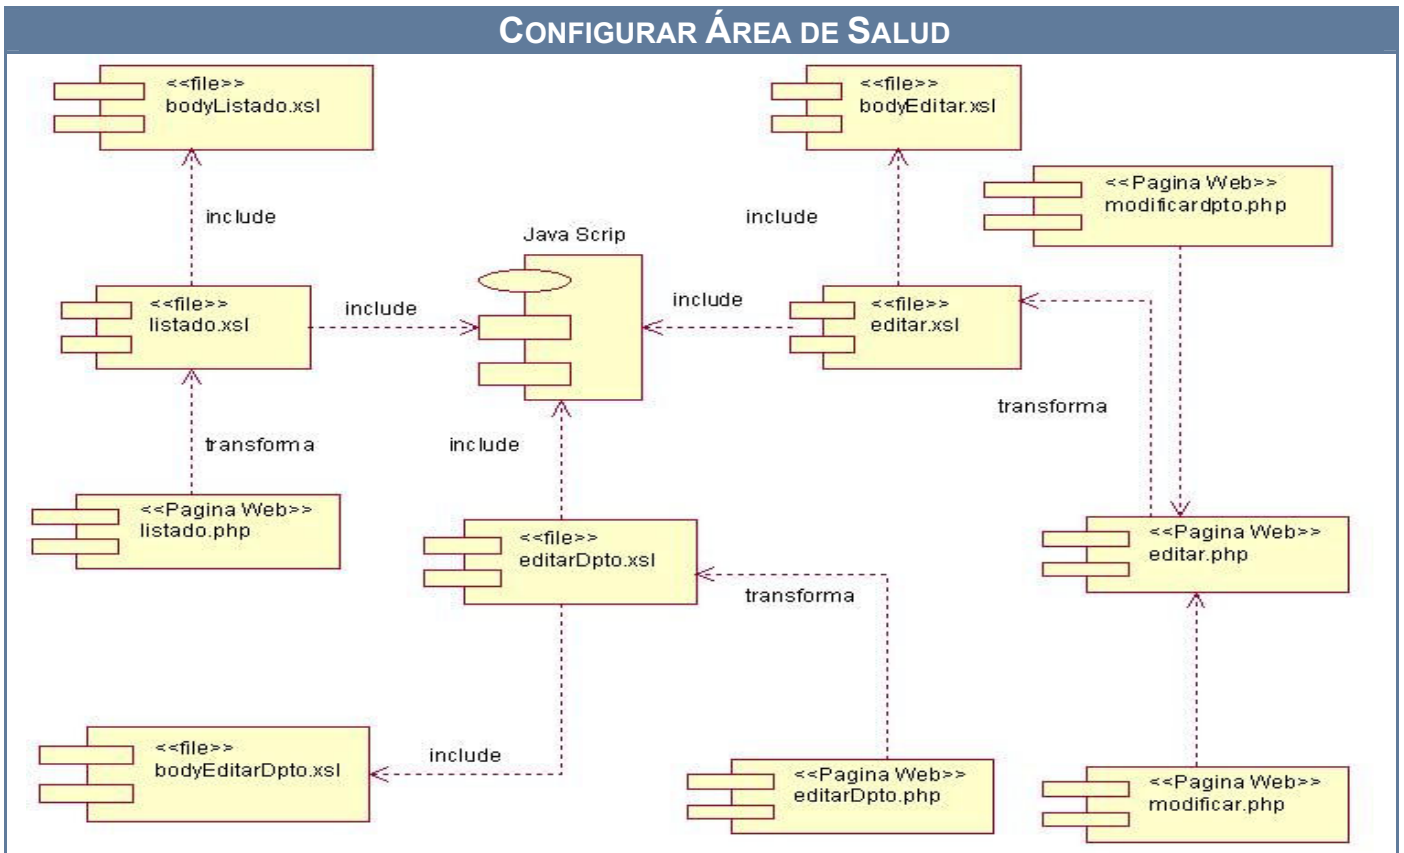 CONFIGURAR ÁREA DE SALUD
<<file>>
bodyListado.xsl
<<file>>
bodyEditar.xsl
<<Pagina Web>>
modificardpto.php
include
include
Java Scrip
<<file>>
listado.xsl
include
include
<<file>>
editar.xsl
transforma
transforma
include
<<Pagina Web>>
listado.php
<<file>>
editarDpto.xsl
<<Pagina Web>>
editar.php
transforma
<<file>>
bodyEditarDpto.xsl
include
<<Pagina Web>>
editarDpto.php
<<Pagina Web>>
modificar.php